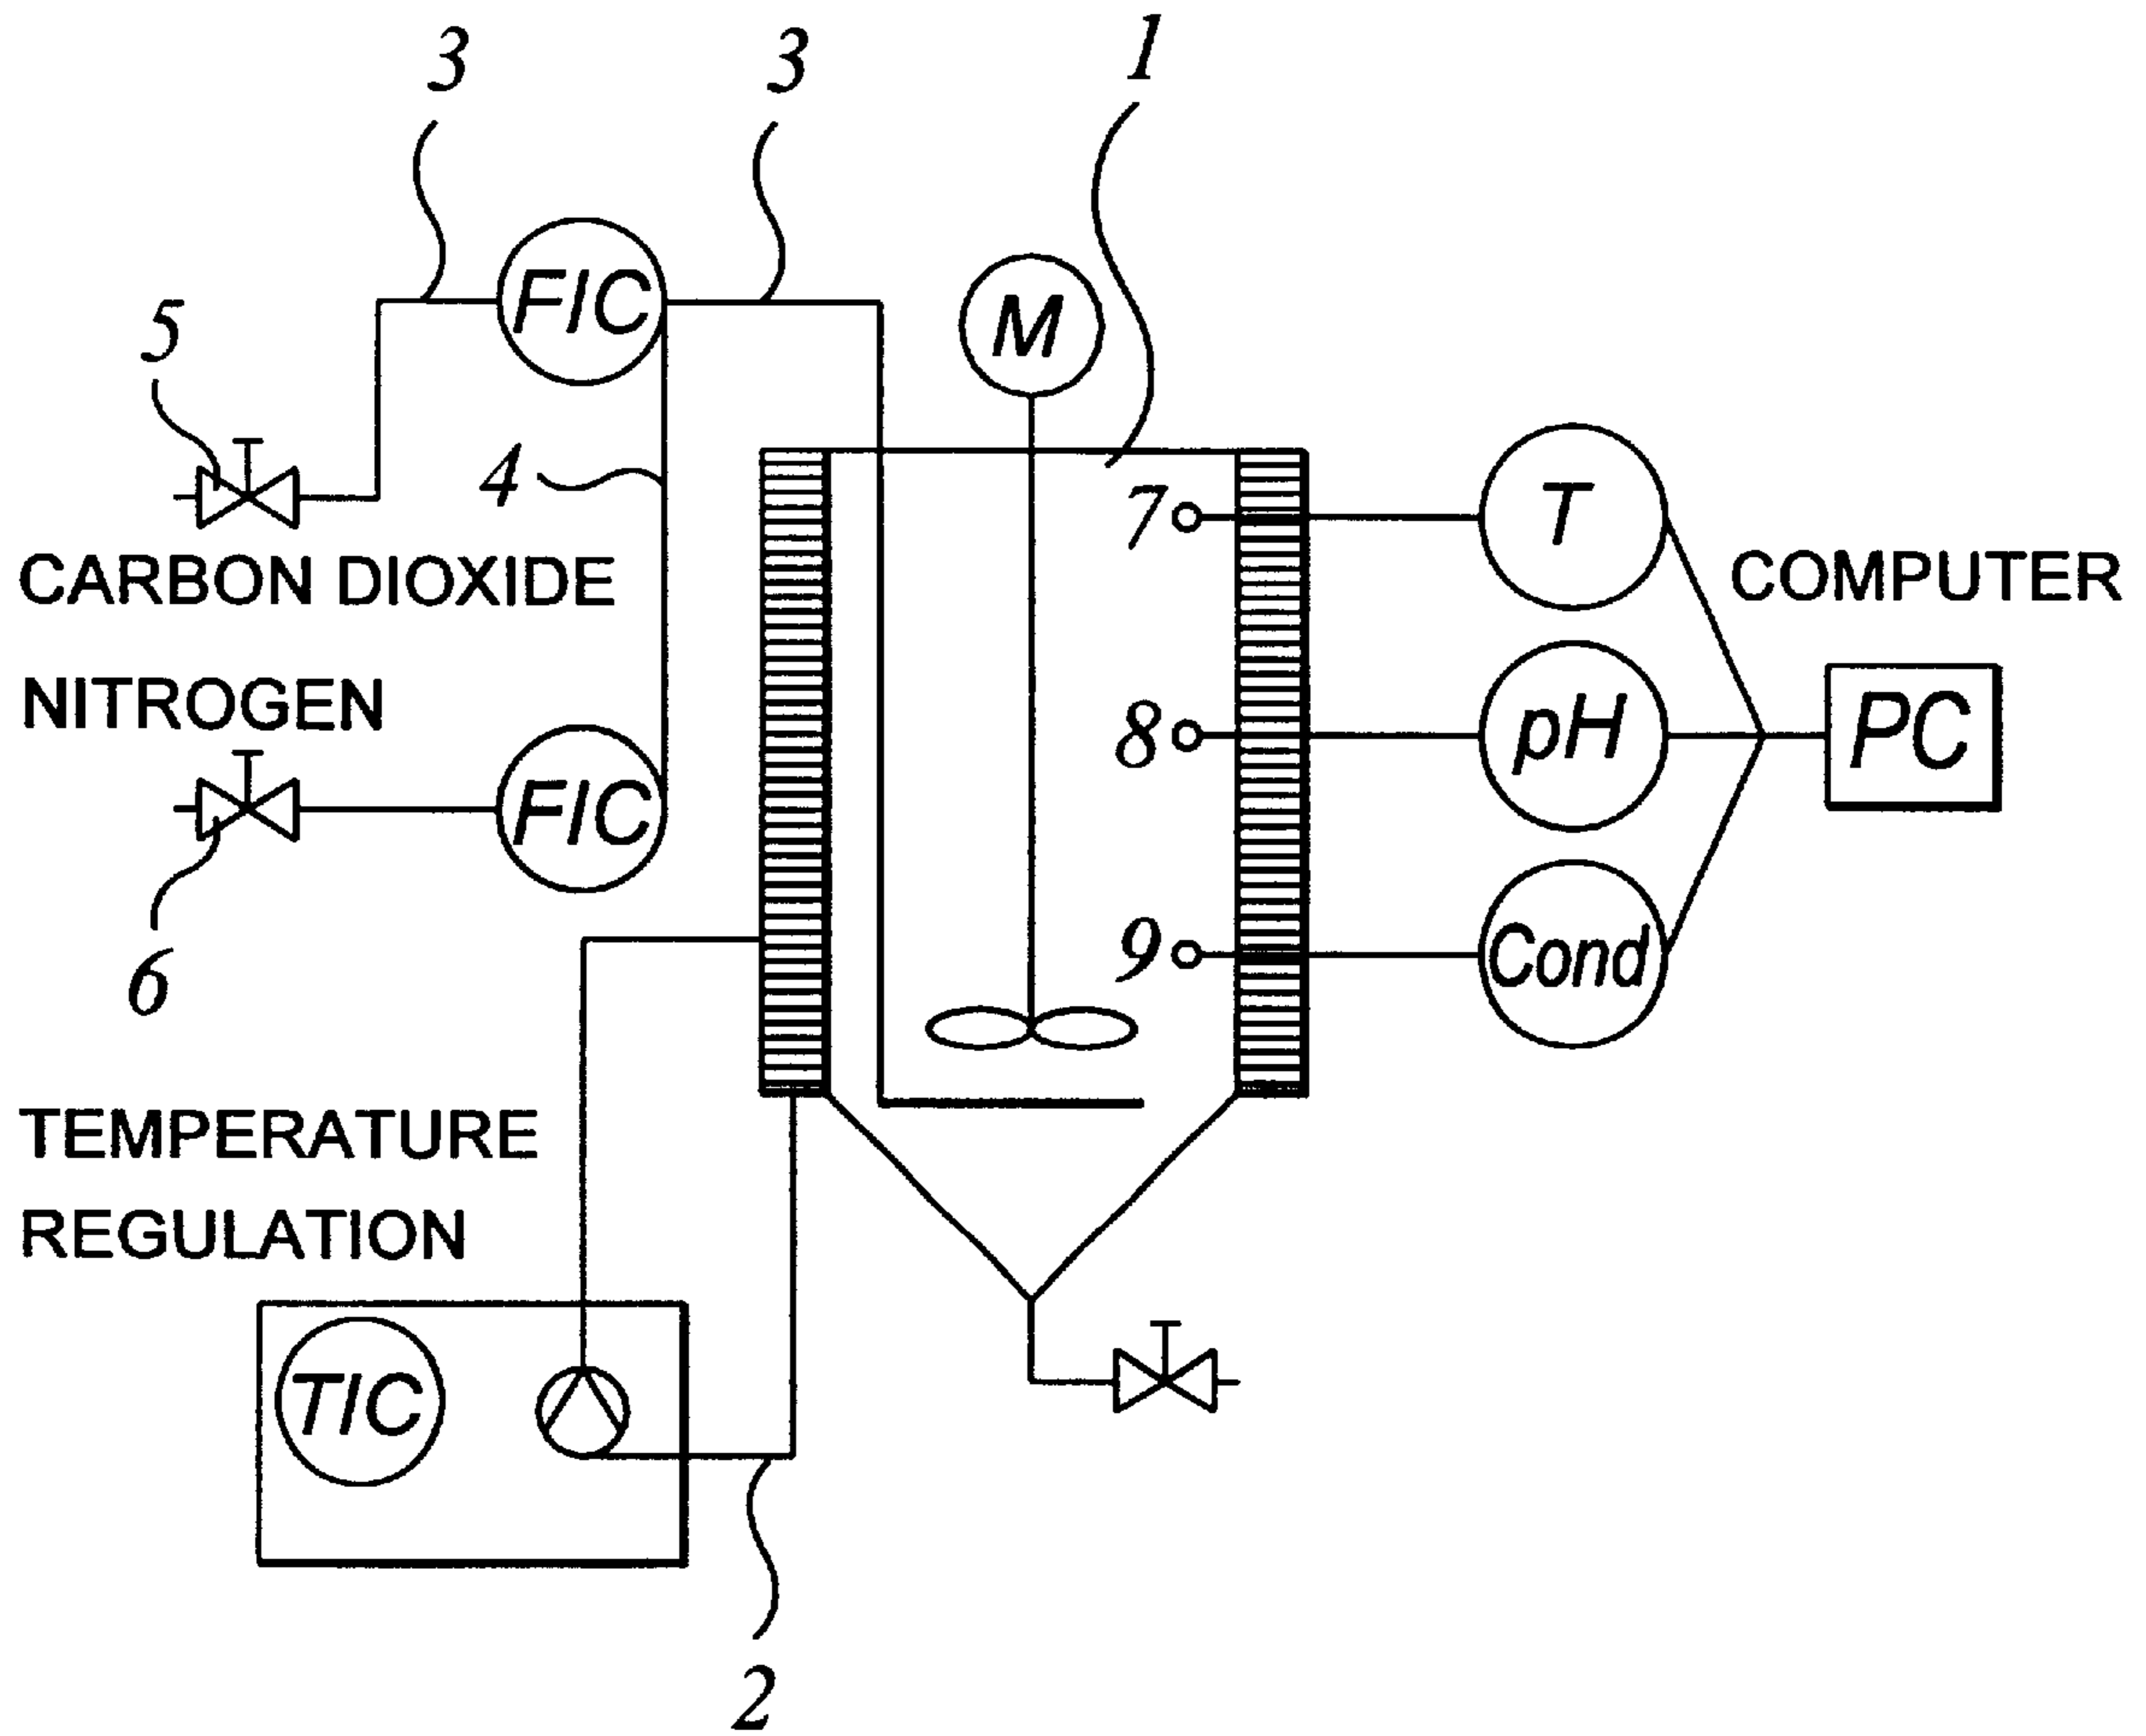 3
3
1
FIC
M
5
4
7
T
CARBON DIOXIDE
COMPUTER
NITROGEN
8
pH
PC
FIC
6
9
Cond
TEMPERATURE
REGULATION
TIC
2